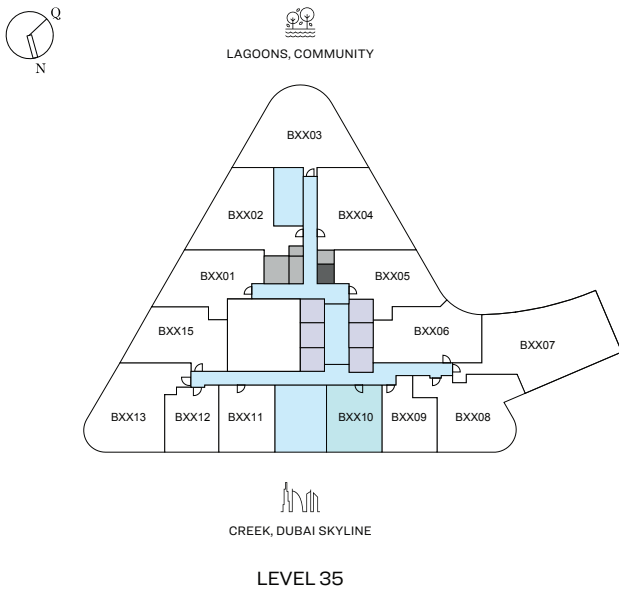 Q
N
LAGOONS, COMMUNITY
BXX03
BXX02
BXX04
BXX01
BXX05
BXX15
BXX06
BXX07
BXX13
BXX12
BXX11
BXX10
BXX09
BXX08
CREEK, DUBAI SKYLINE
LEVEL 35